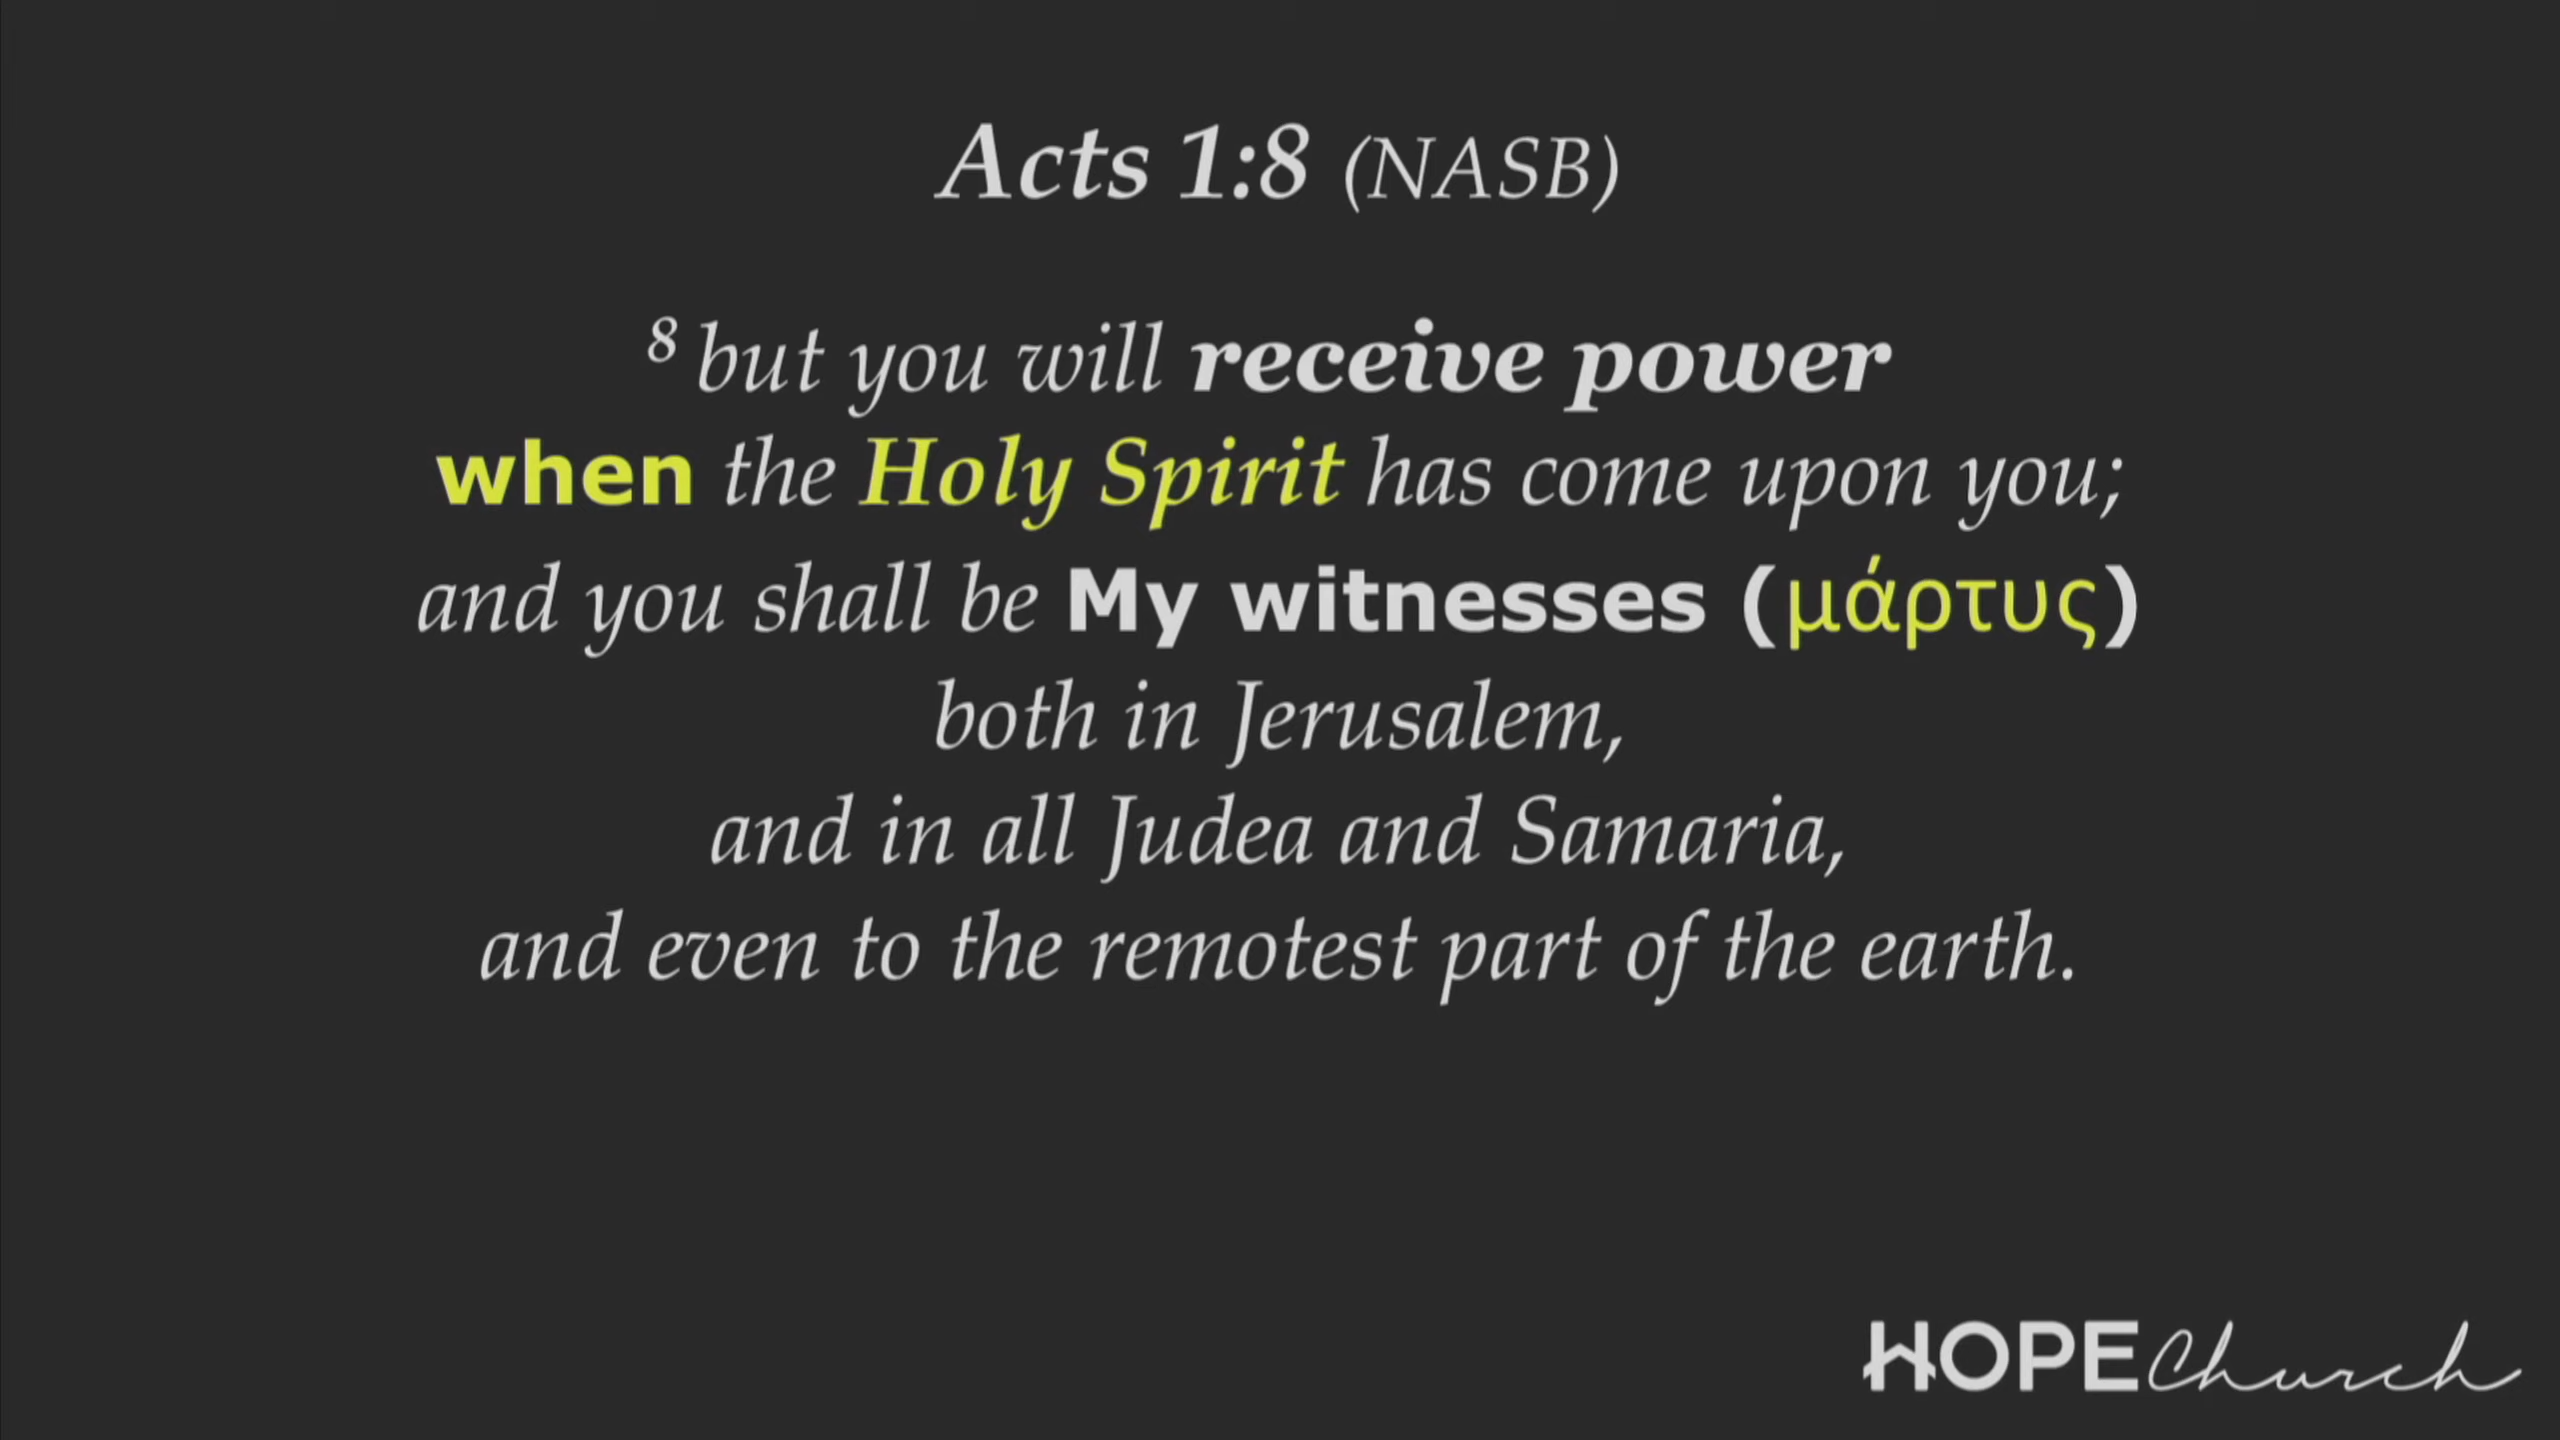 Acts 1:8 (NASB)
8 but you will receive power
when the Holy Spirit has come upon you;
and you shall be My witnesses (μάρτυς)
both in Jerusalem,
and in all Judea and Samaria,
and even to the remotest part of the earth.
HOPE Church